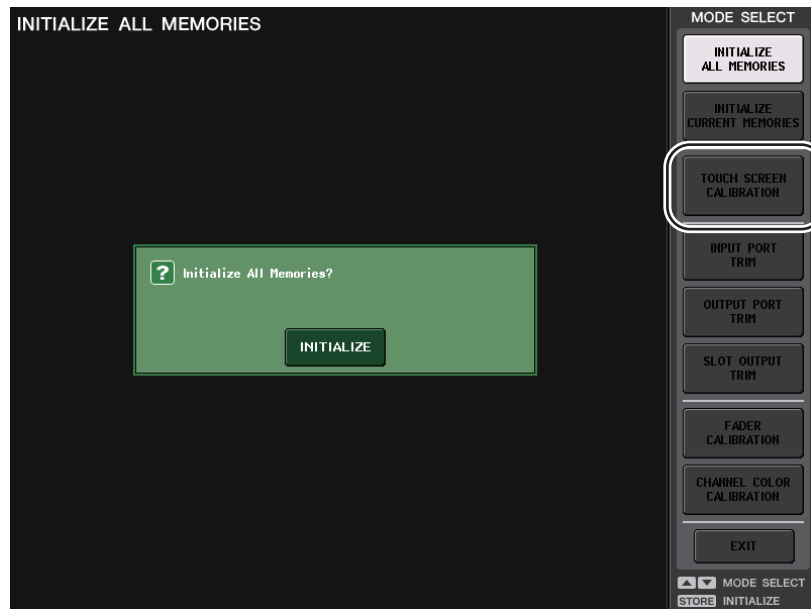 INITIALIZE ALL MEMORIES
? Initialize All Memories?
INITIALIZE
MODE SELECT
INITIALIZE
ALL MEMORIES
INITIALIZE
CURRENT MEMORIES
TOUCH SCREEN
CALIBRATION
INPUT PORT
TRIM
OUTPUT PORT
TRIM
SLOT OUTPUT
TRIM
FADER
CALIBRATION
CHANNEL COLOR
CALIBRATION
EXIT
▲ ▼ MODE SELECT
STORE INITIALIZE